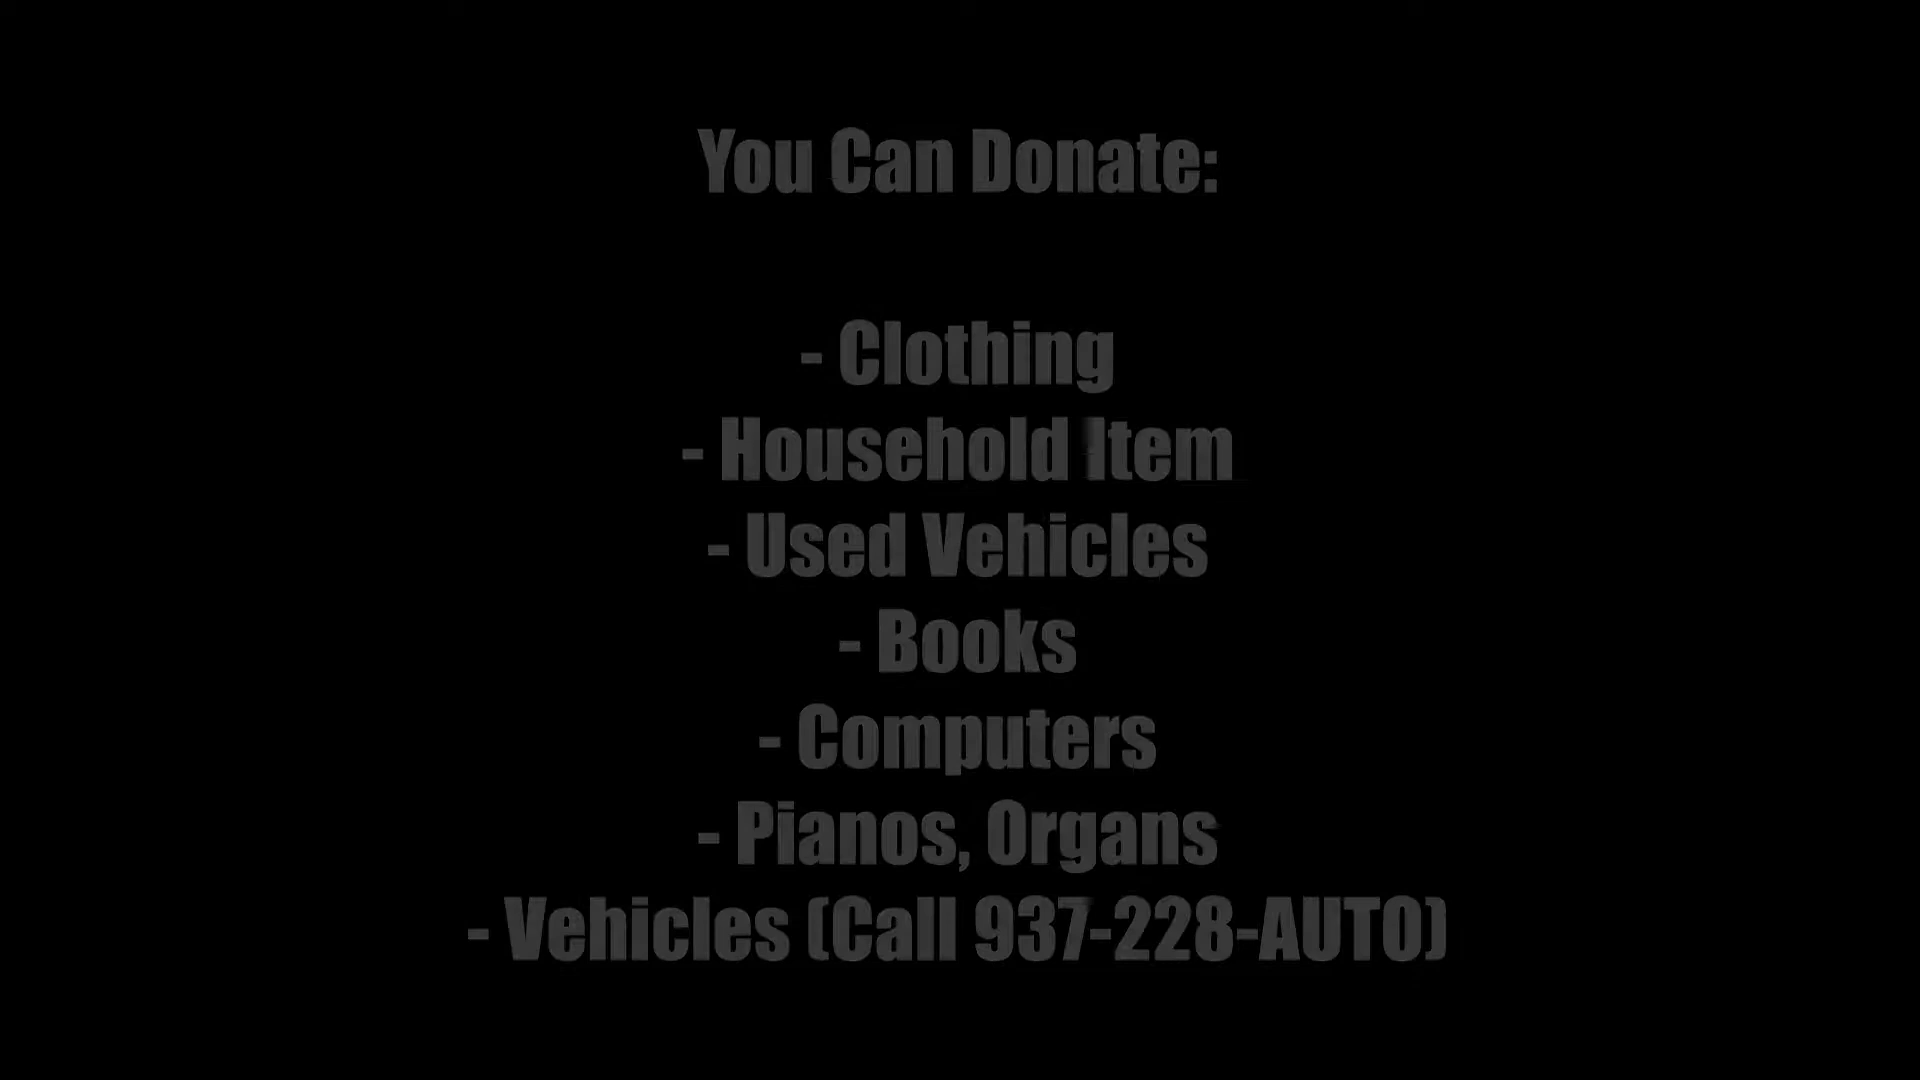 You Can Donate:
- Clothing
- Household Item
- Used Vehicles
- Books
- Computers
- Pianos, Organs
- Vehicles (Call 937-228-AUTO)